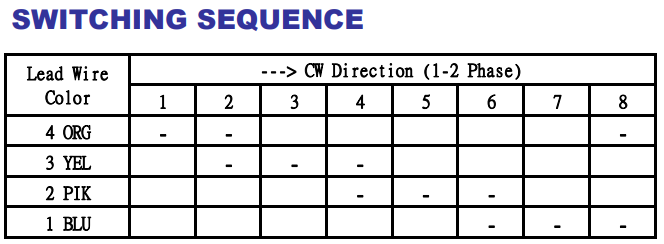 SWITCHING SEQUENCE
Lead Wire Color
---> CW Direction (1-2 Phase)
1 2 3 4 5 6 7 8
4 ORG - - -
3 YEL - - -
2 PIK - - -
1 BLU - - -